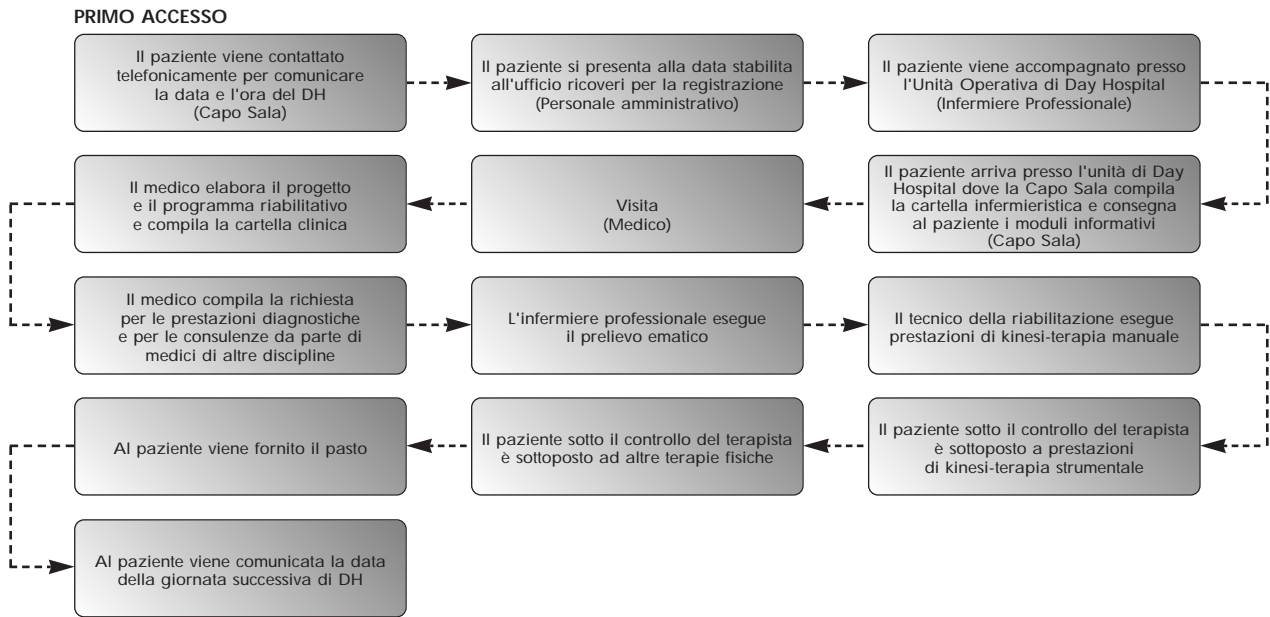 PRIMO ACCESSO
Il paziente viene contattato
telefonicamente per comunicare
la data e l'ora del DH
(Capo Sala)
Il paziente si presenta alla data stabilita
all'ufficio ricoveri per la registrazione
(Personale amministrativo)
Il paziente viene accompagnato presso
l'Unità Operativa di Day Hospital
(Infermiere Professionale)
Il paziente arriva presso l'unità di Day
Hospital dove la Capo Sala compila
la cartella infermieristica e consegna
al paziente i moduli informativi
(Capo Sala)
Visita
(Medico)
Il medico elabora il progetto
e il programma riabilitativo
e compila la cartella clinica
Il medico compila la richiesta
per le prestazioni diagnostiche
e per le consulenze da parte di
medici di altre discipline
L'infermiere professionale esegue
il prelievo ematico
Il tecnico della riabilitazione esegue
prestazioni di kinesi-terapia manuale
Il paziente sotto il controllo del terapista
è sottoposto a prestazioni
di kinesi-terapia strumentale
Il paziente sotto il controllo del terapista
è sottoposto ad altre terapie fisiche
Al paziente viene fornito il pasto
Al paziente viene comunicata la data
della giornata successiva di DH